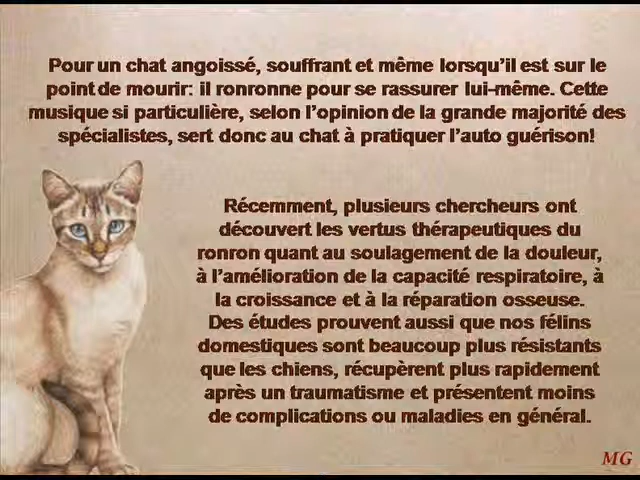 Pour un chat angoissé, souffrant et même lorsqu'il est sur le
point de mourir: il ronronne pour se rassurer lui-même. Cette
musique si particulière, selon l'opinion de la grande majorité des
spécialistes, sert donc au chat à pratiquer l'auto guérison!
Récemment, plusieurs chercheurs ont
découvert les vertus thérapeutiques du
ronron quant au soulagement de la douleur,
à l'amélioration de la capacité respiratoire, à
la croissance et à la réparation osseuse.
Des études prouvent aussi que nos félins
domestiques sont beaucoup plus résistants
que les chiens, récupèrent plus rapidement
après un traumatisme et présentent moins
de complications ou maladies en général.
MG